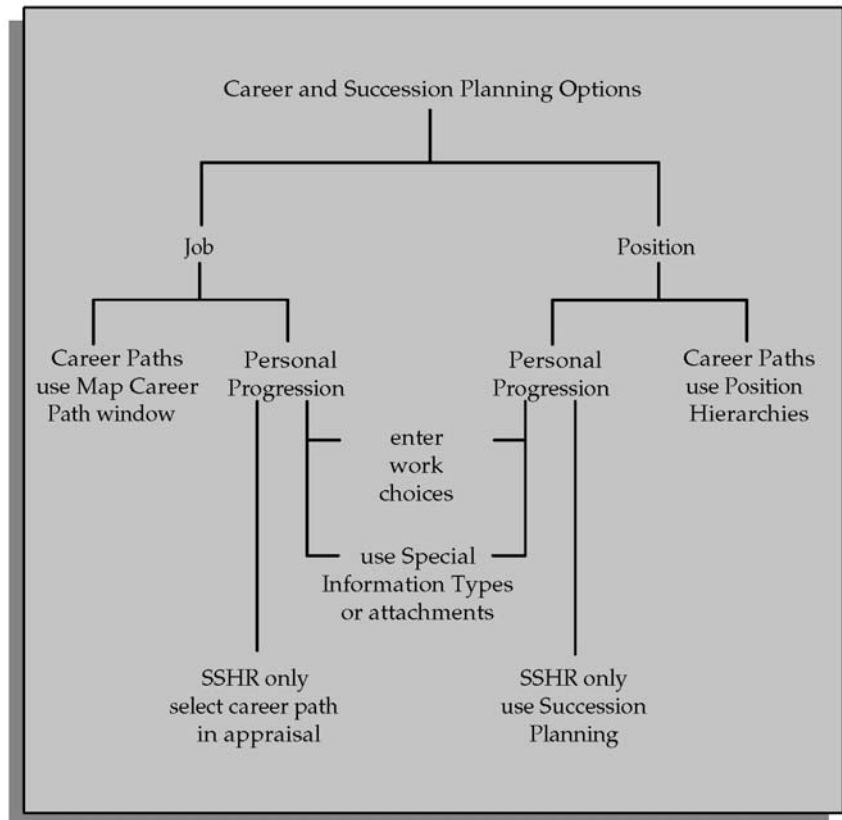 Career and Succession Planning Options
Job
Position
Career Paths
use Map Career
Path window
Personal
Progression
Personal
Progression
Career Paths
use Position
Hierarchies
enter
work
choices
use Special
Information Types
or attachments
SSHR only
select career path
in appraisal
SSHR only
use Succession
Planning